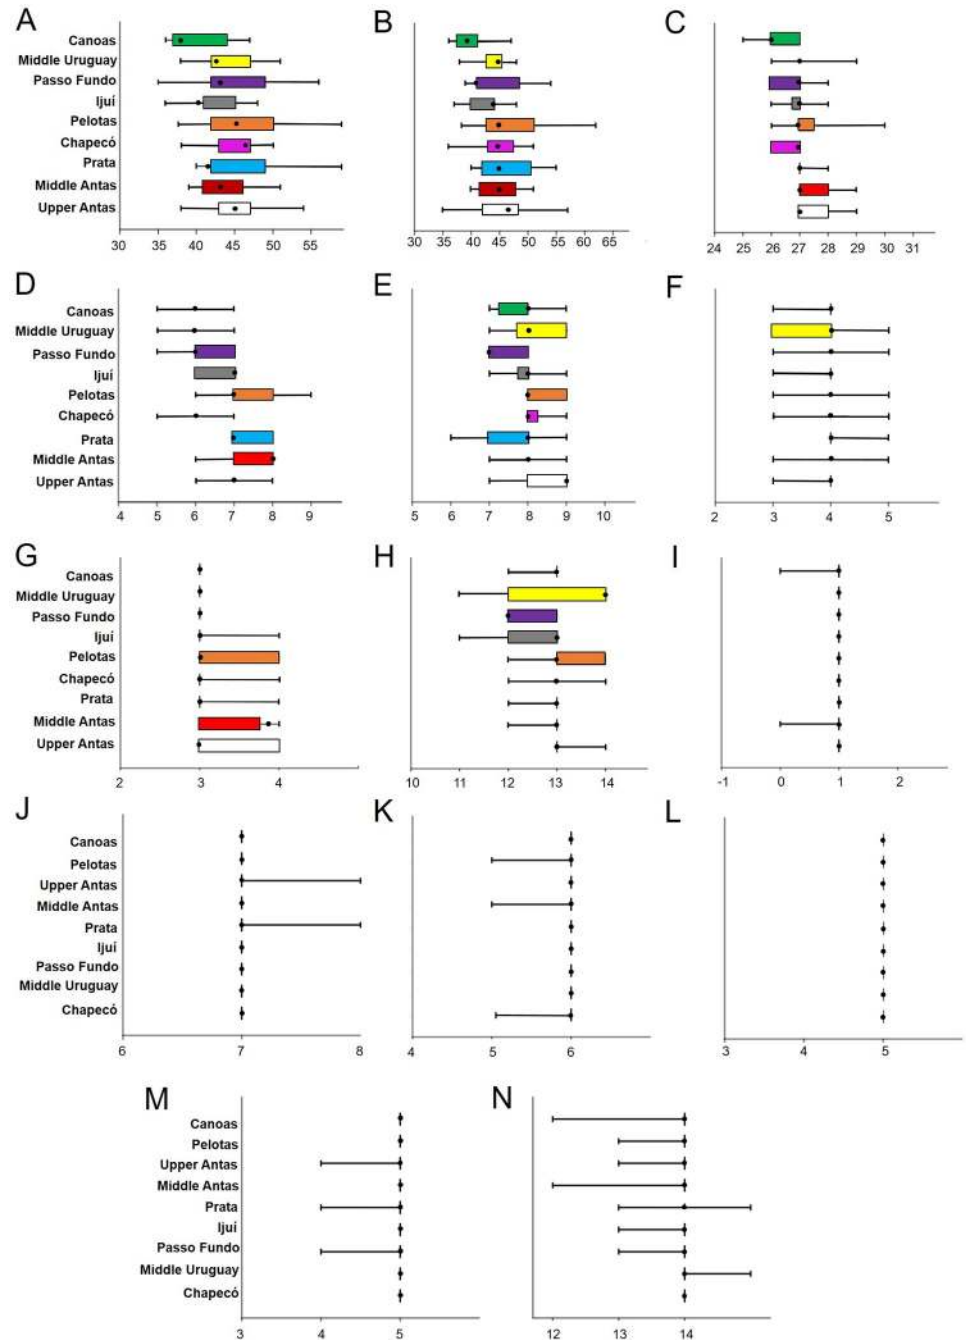 A B C
Canoas
Middle Uruguay
Passo Fundo
Ijuí
Pelotas
Chapecó
Prata
Middle Antas
Upper Antas
30 35 40 45 50 55
30 35 40 45 50 55 60 65
24 25 26 27 28 29 30 31
D E F
Canoas
Middle Uruguay
Passo Fundo
Ijuí
Pelotas
Chapecó
Prata
Middle Antas
Upper Antas
4 5 6 7 8 9
5 6 7 8 9 10
2 3 4 5
G H I
Canoas
Middle Uruguay
Passo Fundo
Ijuí
Pelotas
Chapecó
Prata
Middle Antas
Upper Antas
2 3 4
10 11 12 13 14
-1 0 1 2
J K L
Canoas
Pelotas
Upper Antas
Middle Antas
Prata
Ijuí
Passo Fundo
Middle Uruguay
Chapecó
6 7 8
4 5 6
3 4 5
M N
Canoas
Pelotas
Upper Antas
Middle Antas
Prata
Ijuí
Passo Fundo
Middle Uruguay
Chapecó
3 4 5
12 13 14